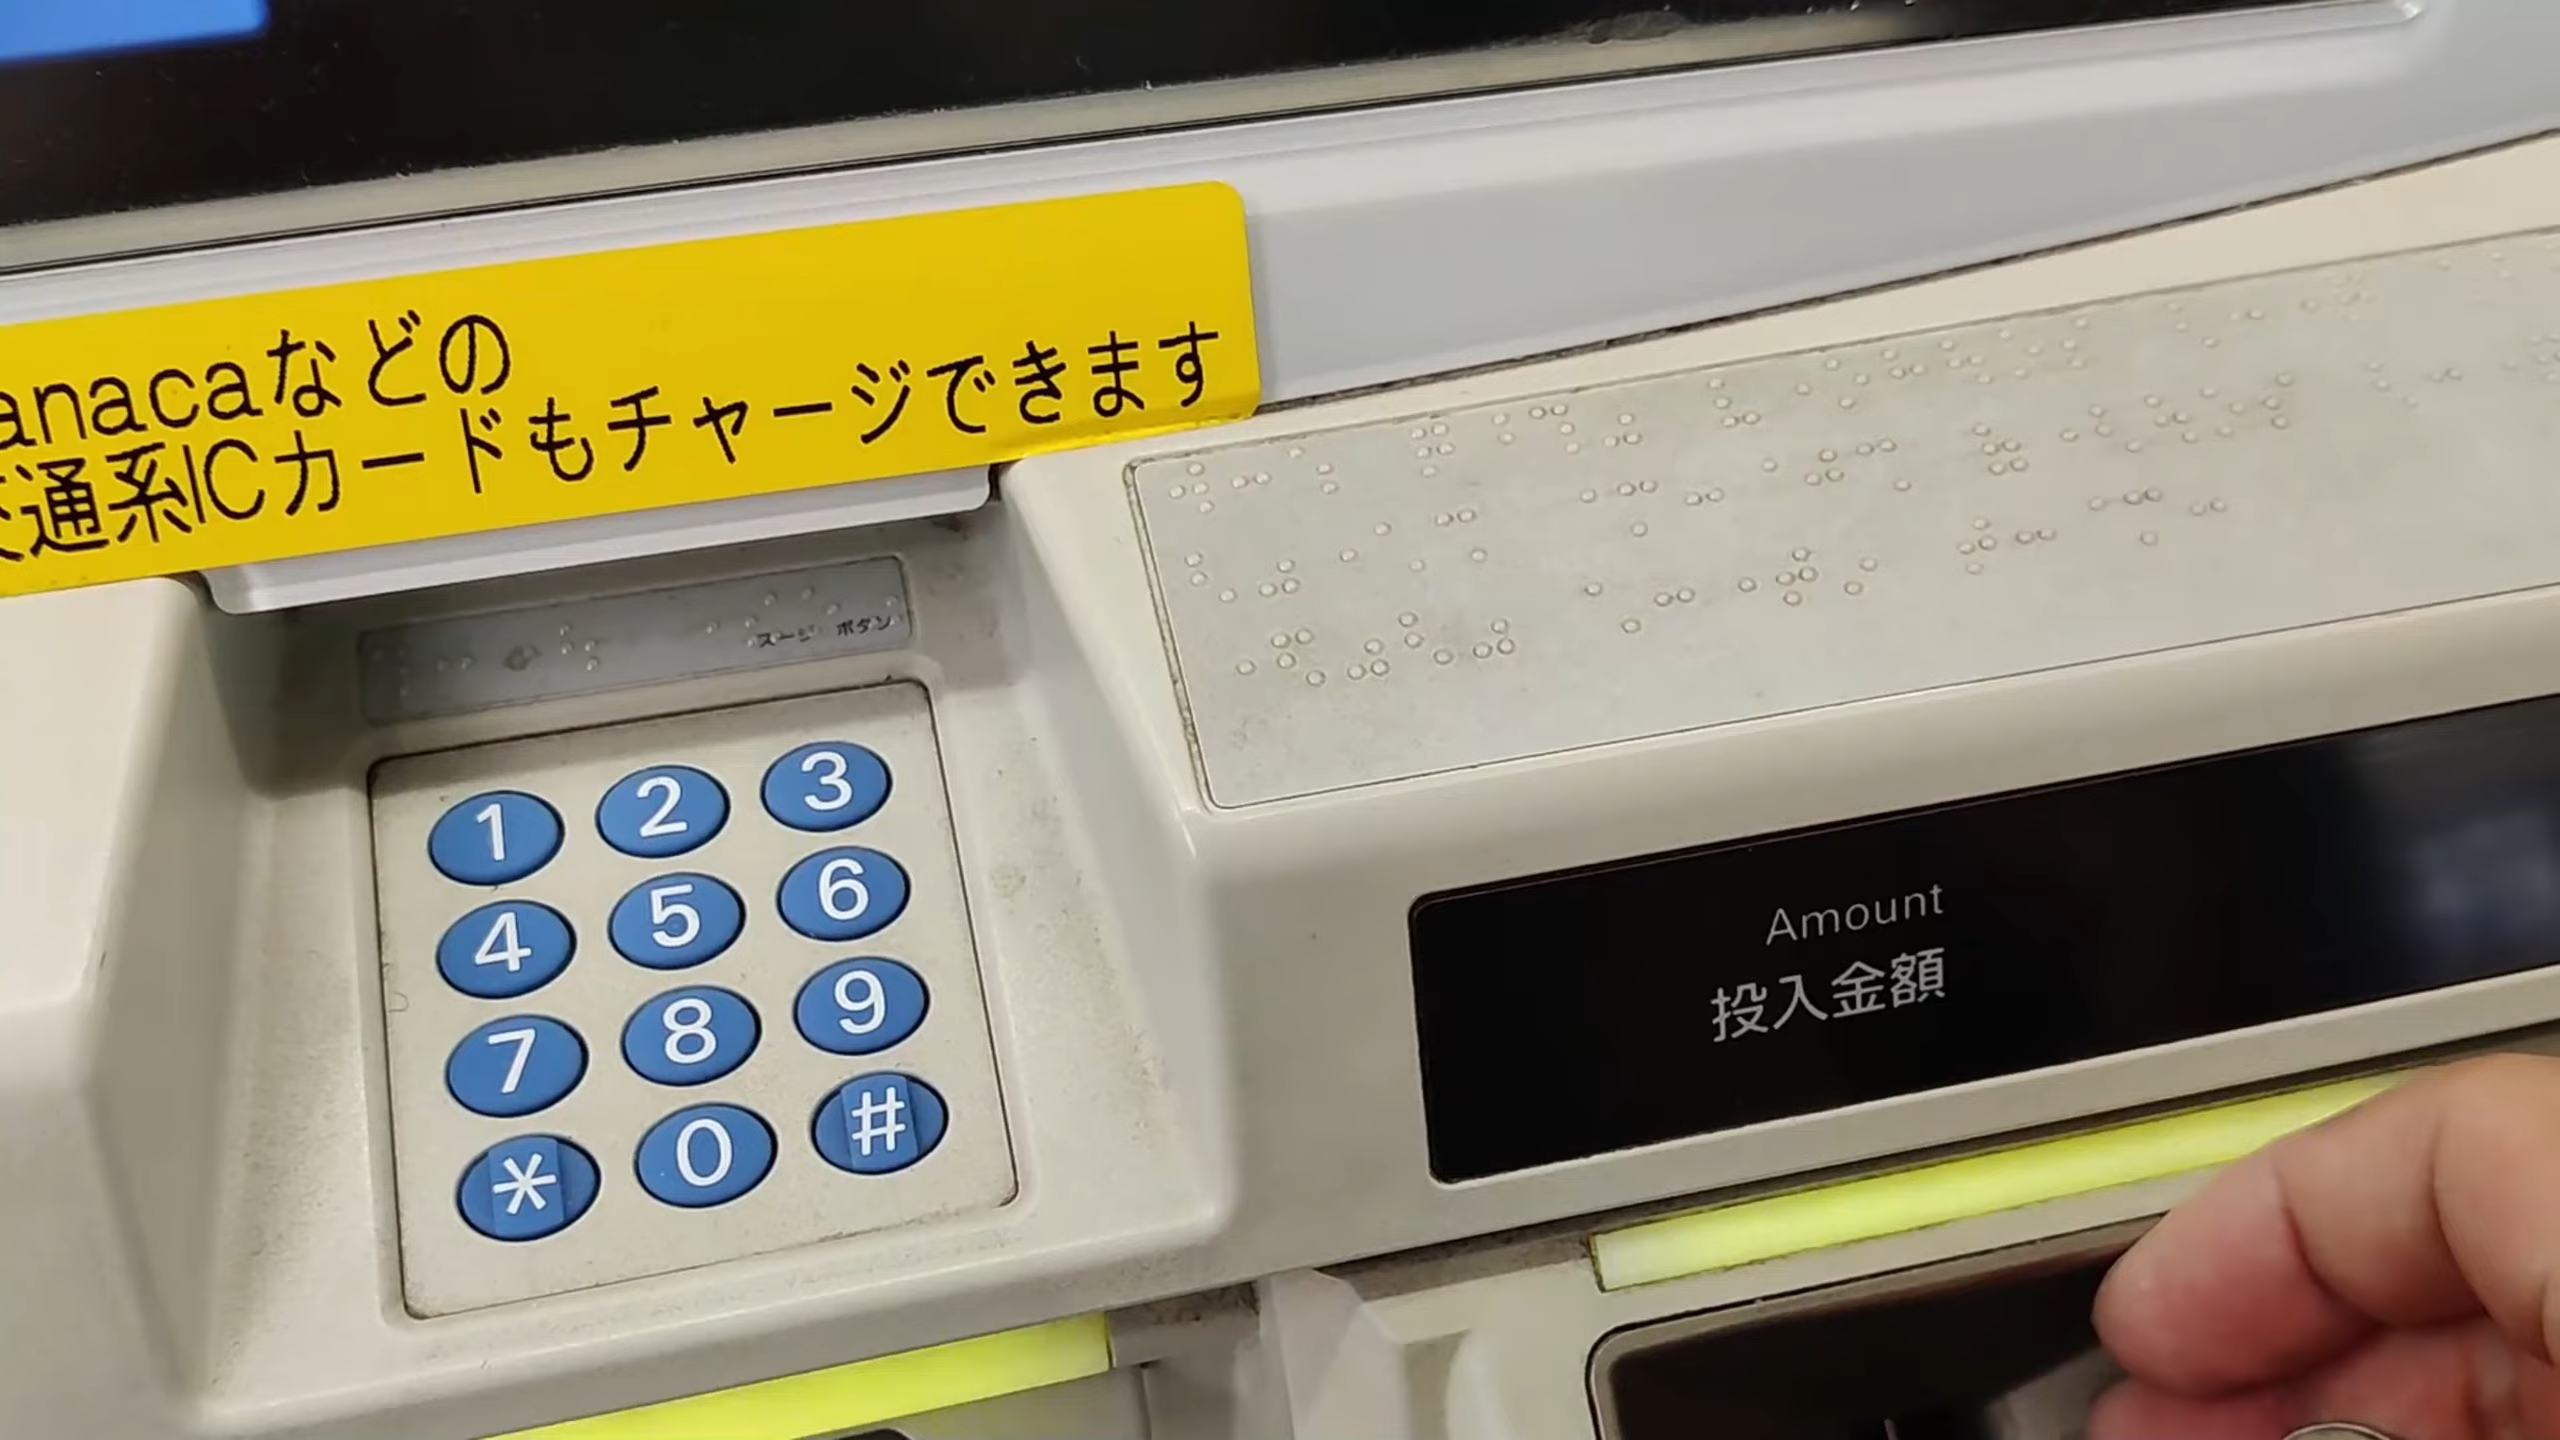 anacaなどの
交通系ICカードもチャージできます
スージ ボタン
1 2 3
4 5 6
7 8 9
* 0 #
Amount
投入金額